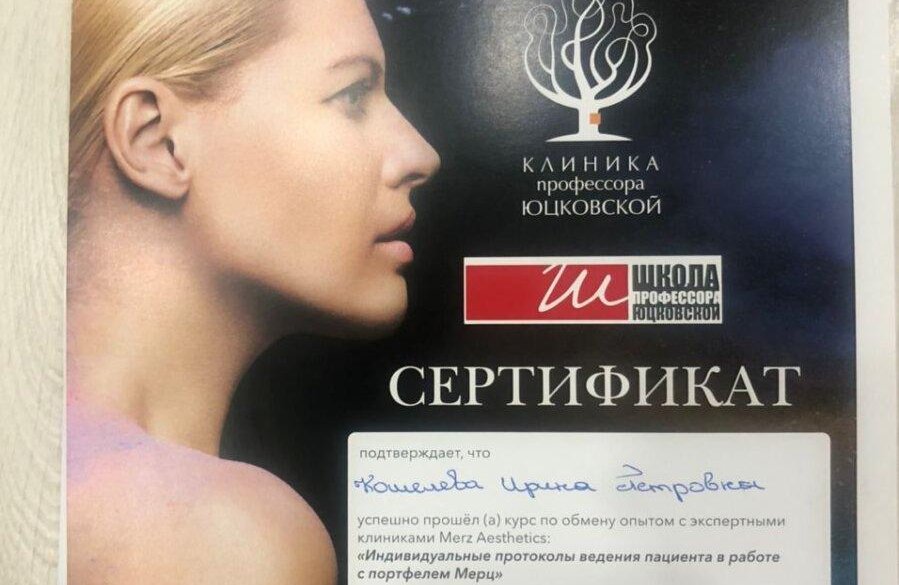 КЛИНИКА
профессора
ЮЦКОВСКОЙ
Ш ШКОЛА
ПРОФЕССОРА
ЮЦКОВСКОЙ
СЕРТИФИКАТ
подтверждает, что
Кошелева Ирина Петровна
успешно прошёл (а) курс по обмену опытом с экспертными
клиниками Merz Aesthetics:
«Индивидуальные протоколы ведения пациента в работе
с портфелем Мерц»